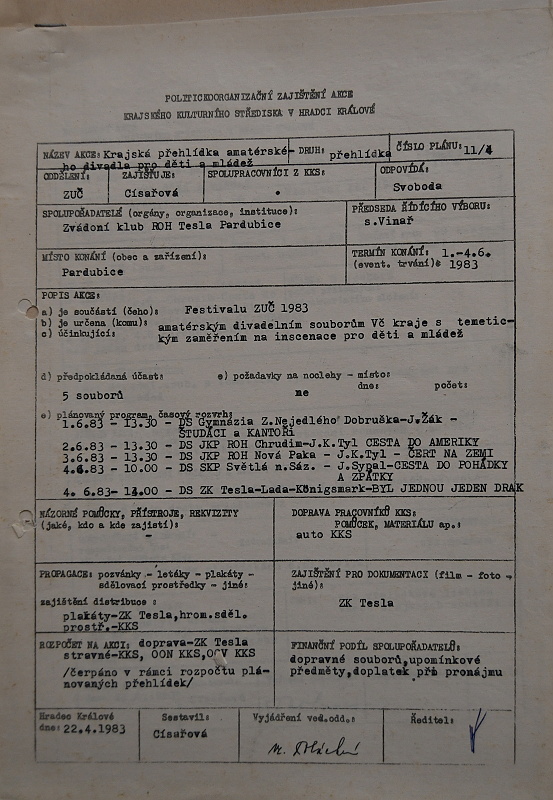 POLITICKOORGANIZAČNÍ ZAJIŠTĚNÍ AKCE
KRAJSKÉHO KULTURNÍHO STŘEDISKA V HRADCI KRÁLOVÉ
NÁZEV AKCE: Krajská přehlídka amatérské-
ho divadla pro děti a mládež
DRUH: přehlídka
ČÍSLO PLÁNU: 11/4
ODDĚLENÍ:
ZUČ
ZAJIŠŤUJE:
Císařová
SPOLUPRACOVNÍCI Z KKS:
ODPOVÍDÁ:
Svoboda
SPOLUPOŘADATELÉ (orgány, organizace, instituce):
Zvádoní klub ROH Tesla Pardubice
PŘEDSEDA ŘÍDÍCÍHO VÝBORU:
s.Vinař
MÍSTO KONÁNÍ (obec a zařízení):
Pardubice
TERMÍN KONÁNÍ: 1.-4.6.
(event. trvání): 1983
POPIS AKCE:
a) je součástí (čeho): Festivalu ZUČ 1983
b) je určena (komu): amatérským divadelním souborům Vč kraje s temetic-
c) účinkující: kým zaměřením na inscenace pro děti a mládež
d) předpokládaná účast:
5 souborů
e) požadavky na noclehy - místo:
dne: počet:
ne
e) plánovaný program, časový rozvrh:
1.6.83 - 13.30 - DS Gymnázia Z.Nejedlého Dobruška-J.Žák -
ŠTUDÁCI a KANTOŘI
2.6.83 - 13.30 - DS JKP ROH Chrudim-J.K.Tyl CESTA DO AMERIKY
3.6.83 - 13.30 - DS JKP ROH Nová Paka - J.K.Tyl - ČERT NA ZEMI
4.6.83 - 10.00 - DS SKP Světlá n.Sáz. - J.Sypal-CESTA DO POHÁDKY
A ZPÁTKY
4. 6.83- 14.00 - DS ZK Tesla-Lada-Königsmark-BYL JEDNOU JEDEN DRAK
NÁZORNÉ POMŮCKY, PŘÍSTROJE, REKVIZITY
(jaké, kdo a kde zajistí):
-
DOPRAVA PRACOVNÍKŮ KKS:
POMŮCEK, MATERIÁLU ap.:
auto KKS
PROPAGACE: pozvánky - letáky - plakáty -
sdělovací prostředky - jiné:
zajištění distribuce :
plakáty-ZK Tesla,hrom.sděl.
prostř.-KKS
ZAJIŠTĚNÍ PRO DOKUMENTACI (film - foto -
jiné):
ZK Tesla
ROZPOČET NA AKCI: doprava-ZK Tesla
stravné-KKS, OON KKS,OOV KKS
/čerpáno v rámci rozpočtu plá-
novaných přehlídek/
FINANČNÍ PODÍL SPOLUPOŘADATELŮ:
dopravné souborů,upomínkové
předměty,doplatek při pronájmu
Hradec Králové
dne: 22.4.1983
Sestavil:
Císařová
Vyjádření ved.odd.:
Ředitel: